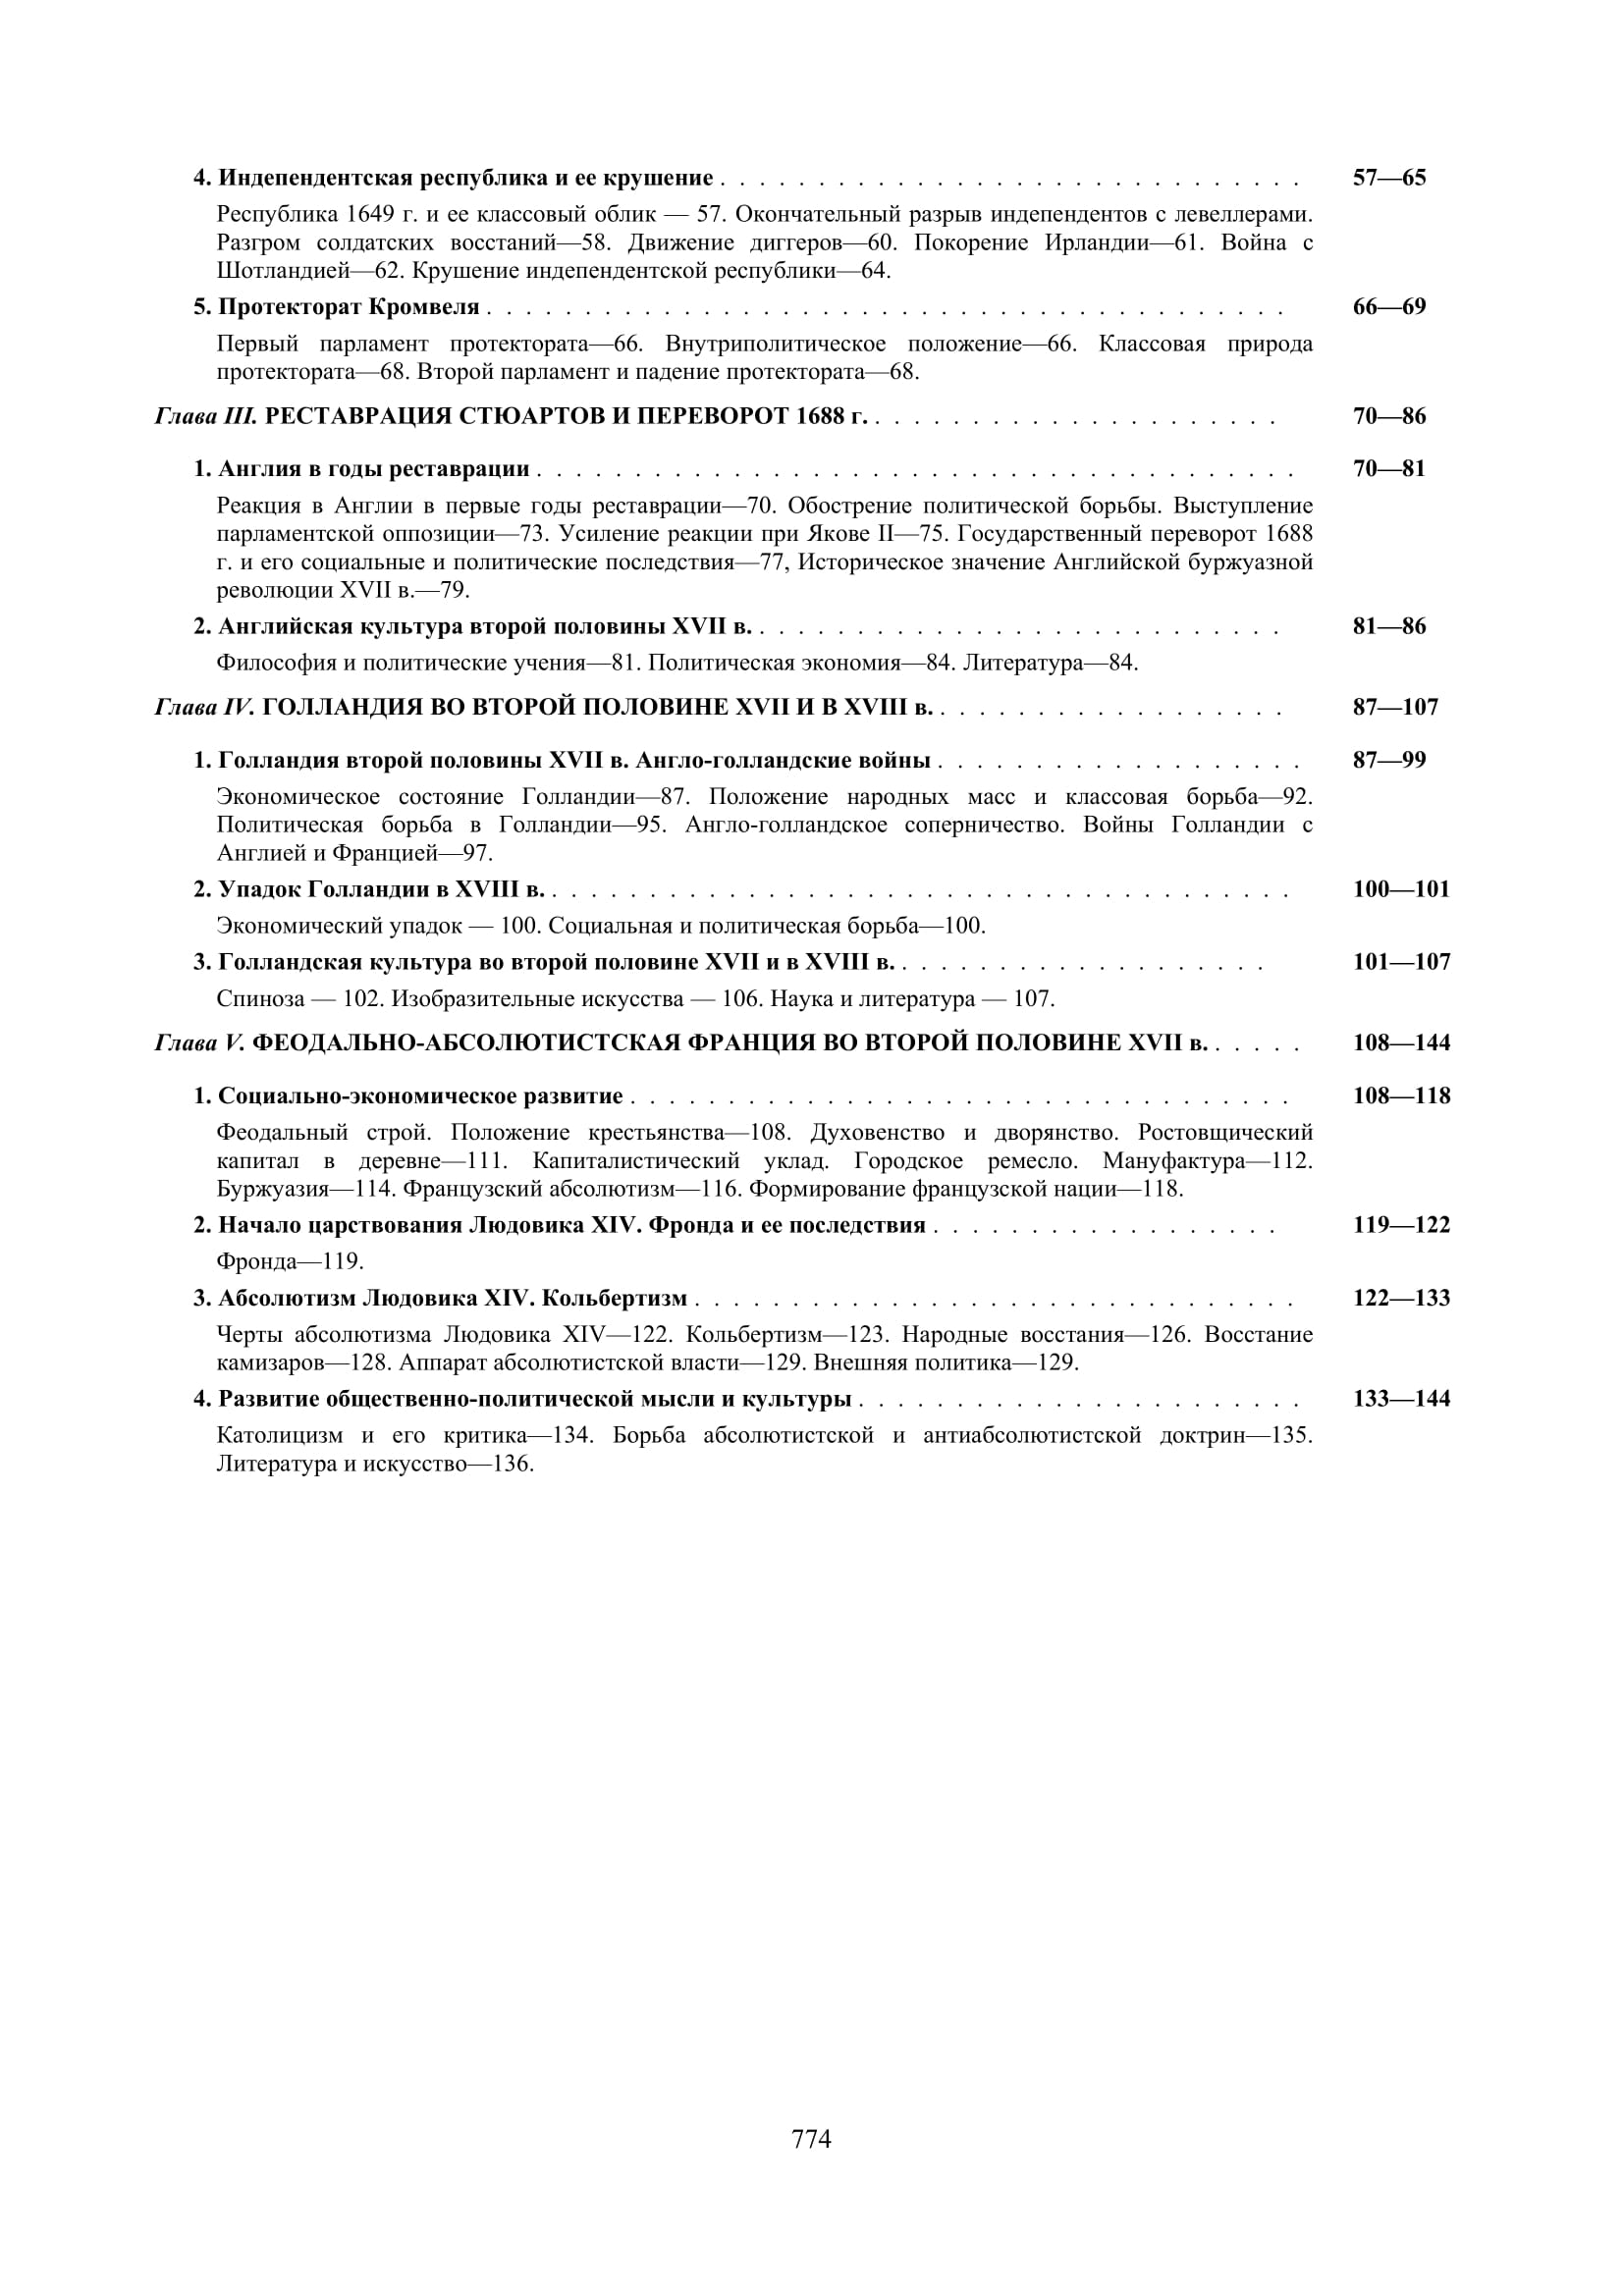 4. Индепендентская республика и ее крушение . . . . . . . . . . . . . . . . . . . . . . . . . . . . . . 57—65
Республика 1649 г. и ее классовый облик — 57. Окончательный разрыв индепендентов с левеллерами.
Разгром солдатских восстаний—58. Движение диггеров—60. Покорение Ирландии—61. Война с
Шотландией—62. Крушение индепендентской республики—64.
5. Протекторат Кромвеля . . . . . . . . . . . . . . . . . . . . . . . . . . . . . . . . . . . . . . . . . 66—69
Первый парламент протектората—66. Внутриполитическое положение—66. Классовая природа
протектората—68. Второй парламент и падение протектората—68.
Глава III. РЕСТАВРАЦИЯ СТЮАРТОВ И ПЕРЕВОРОТ 1688 г. . . . . . . . . . . . . . . . . . . . . . 70—86
1. Англия в годы реставрации . . . . . . . . . . . . . . . . . . . . . . . . . . . . . . . . . . . . . . . 70—81
Реакция в Англии в первые годы реставрации—70. Обострение политической борьбы. Выступление
парламентской оппозиции—73. Усиление реакции при Якове II—75. Государственный переворот 1688
г. и его социальные и политические последствия—77, Историческое значение Английской буржуазной
революции XVII в.—79.
2. Английская культура второй половины XVII в. . . . . . . . . . . . . . . . . . . . . . . . . . . . 81—86
Философия и политические учения—81. Политическая экономия—84. Литература—84.
Глава IV. ГОЛЛАНДИЯ ВО ВТОРОЙ ПОЛОВИНЕ XVII И В XVIII в. . . . . . . . . . . . . . . . . . . 87—107
1. Голландия второй половины XVII в. Англо-голландские войны . . . . . . . . . . . . . . . . . . . 87—99
Экономическое состояние Голландии—87. Положение народных масс и классовая борьба—92.
Политическая борьба в Голландии—95. Англо-голландское соперничество. Войны Голландии с
Англией и Францией—97.
2. Упадок Голландии в XVIII в. . . . . . . . . . . . . . . . . . . . . . . . . . . . . . . . . . . . . . . 100—101
Экономический упадок — 100. Социальная и политическая борьба—100.
3. Голландская культура во второй половине XVII и в XVIII в. . . . . . . . . . . . . . . . . . . . 101—107
Спиноза — 102. Изобразительные искусства — 106. Наука и литература — 107.
Глава V. ФЕОДАЛЬНО-АБСОЛЮТИСТСКАЯ ФРАНЦИЯ ВО ВТОРОЙ ПОЛОВИНЕ XVII в. . . . . . 108—144
1. Социально-экономическое развитие . . . . . . . . . . . . . . . . . . . . . . . . . . . . . . . . . . 108—118
Феодальный строй. Положение крестьянства—108. Духовенство и дворянство. Ростовщический
капитал в деревне—111. Капиталистический уклад. Городское ремесло. Мануфактура—112.
Буржуазия—114. Французский абсолютизм—116. Формирование французской нации—118.
2. Начало царствования Людовика XIV. Фронда и ее последствия . . . . . . . . . . . . . . . . . . 119—122
Фронда—119.
3. Абсолютизм Людовика XIV. Кольбертизм . . . . . . . . . . . . . . . . . . . . . . . . . . . . . . . 122—133
Черты абсолютизма Людовика XIV—122. Кольбертизм—123. Народные восстания—126. Восстание
камизаров—128. Аппарат абсолютистской власти—129. Внешняя политика—129.
4. Развитие общественно-политической мысли и культуры . . . . . . . . . . . . . . . . . . . . . . . 133—144
Католицизм и его критика—134. Борьба абсолютистской и антиабсолютистской доктрин—135.
Литература и искусство—136.
774